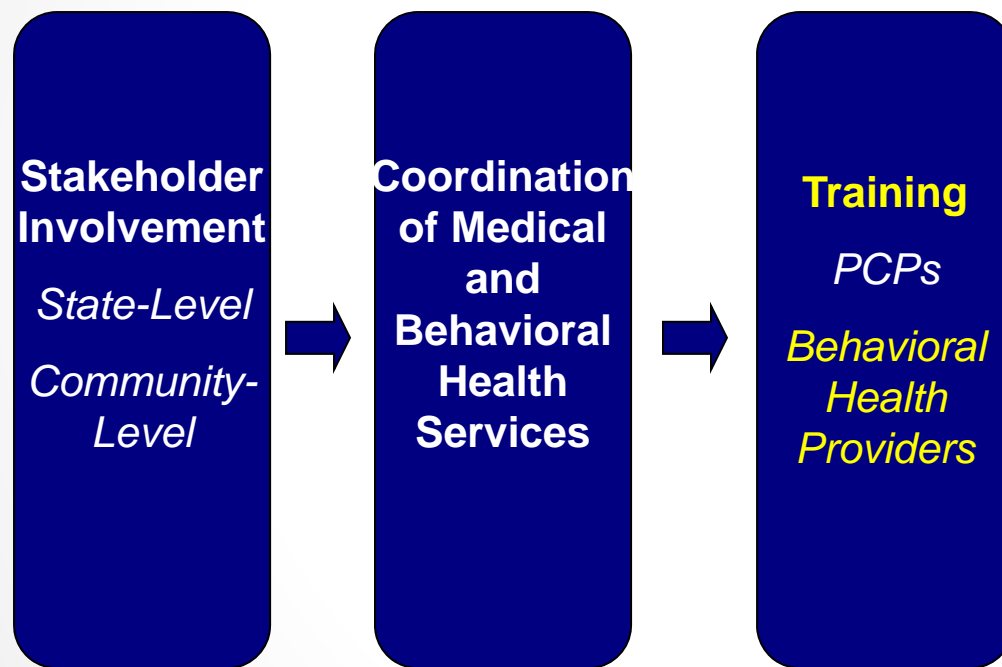 Stakeholder
Involvement
State-Level
Community-
Level
Coordination
of Medical
and
Behavioral
Health
Services
Training
PCPs
Behavioral
Health
Providers